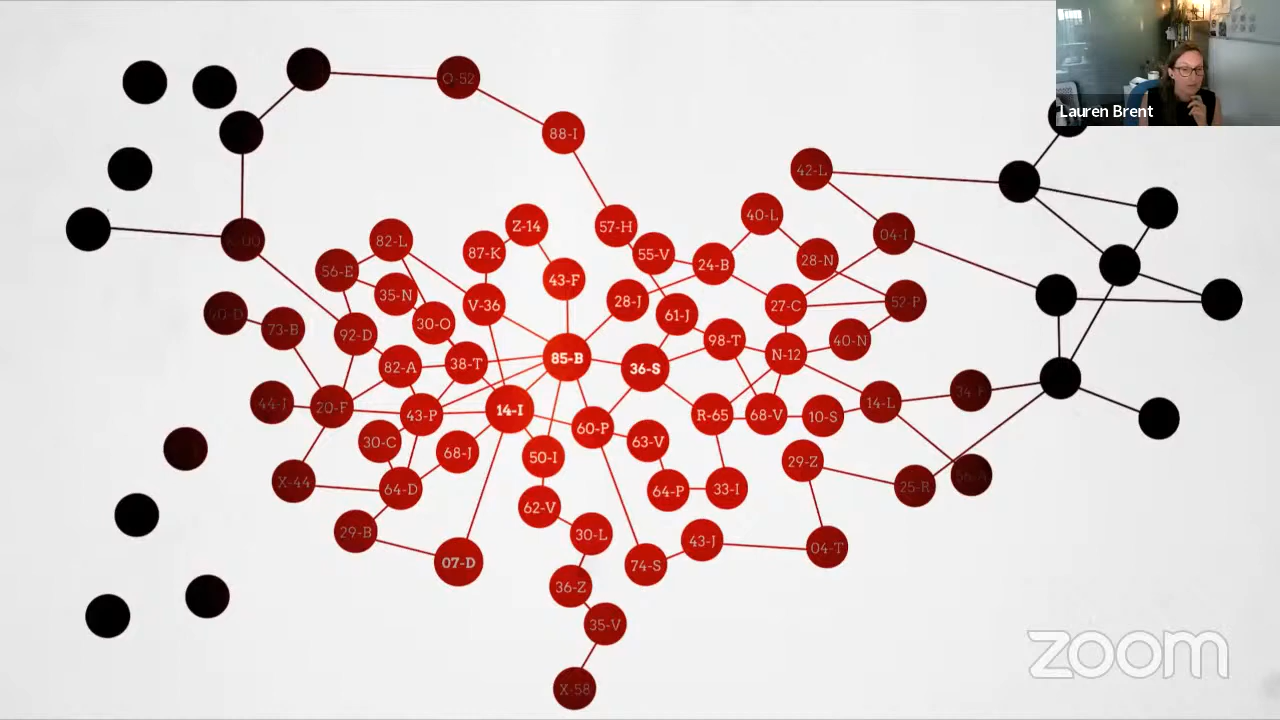 Lauren Brent
O-52
88-I
42-L
40-L
57-H
Z-14
82-L
87-K
55-V
24-B
28-N
04-I
56-E
43-F
35-N
V-36
28-J
27-C
52-P
61-J
73-B
30-O
92-D
98-T
40-N
N-12
85-B
36-S
38-T
82-A
44-J
20-F
43-P
14-I
60-P
R-65
68-V
10-S
14-L
30-C
68-J
50-I
63-V
29-Z
X-44
64-D
64-P
33-I
25-R
62-V
29-B
30-L
43-J
04-T
07-D
74-S
36-Z
35-V
X-58
zoom